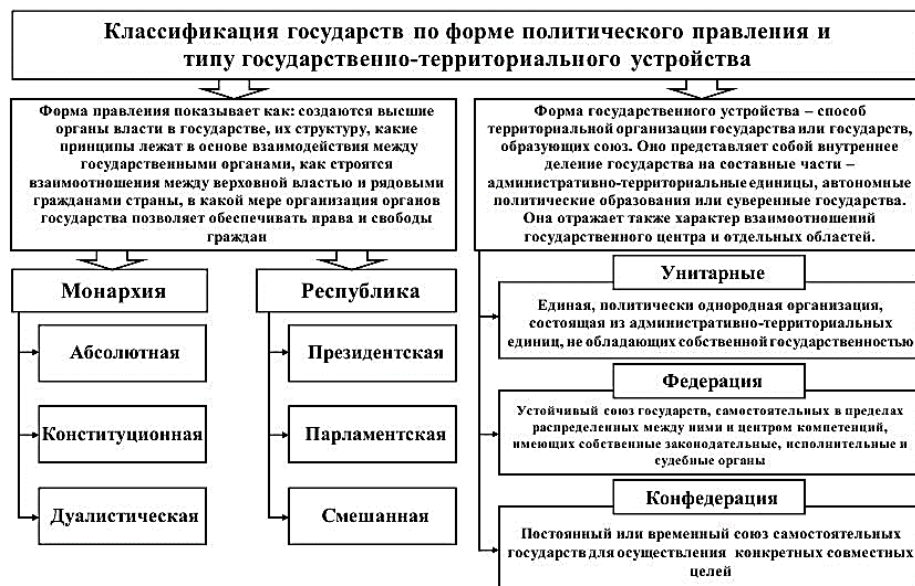 Классификация государств по форме политического правления и
типу государственно-территориального устройства
Форма правления показывает как: создаются высшие
органы власти в государстве, их структуру, какие
принципы лежат в основе взаимодействия между
государственными органами, как строятся
взаимоотношения между верховной властью и рядовыми
гражданами страны, в какой мере организация органов
государства позволяет обеспечивать права и свободы
граждан
Монархия
Абсолютная
Конституционная
Дуалистическая
Республика
Президентская
Парламентская
Смешанная
Форма государственного устройства – способ
территориальной организации государства или государств,
образующих союз. Оно представляет собой внутреннее
деление государства на составные части –
административно-территориальные единицы, автономные
политические образования или суверенные государства.
Она отражает также характер взаимоотношений
государственного центра и отдельных областей.
Унитарные
Единая, политически однородная организация,
состоящая из административно-территориальных
единиц, не обладающих собственной государственностью
Федерация
Устойчивый союз государств, самостоятельных в пределах
распределенных между ними и центром компетенций,
имеющих собственные законодательные, исполнительные и
судебные органы
Конфедерация
Постоянный или временный союз самостоятельных
государств для осуществления конкретных совместных
целей